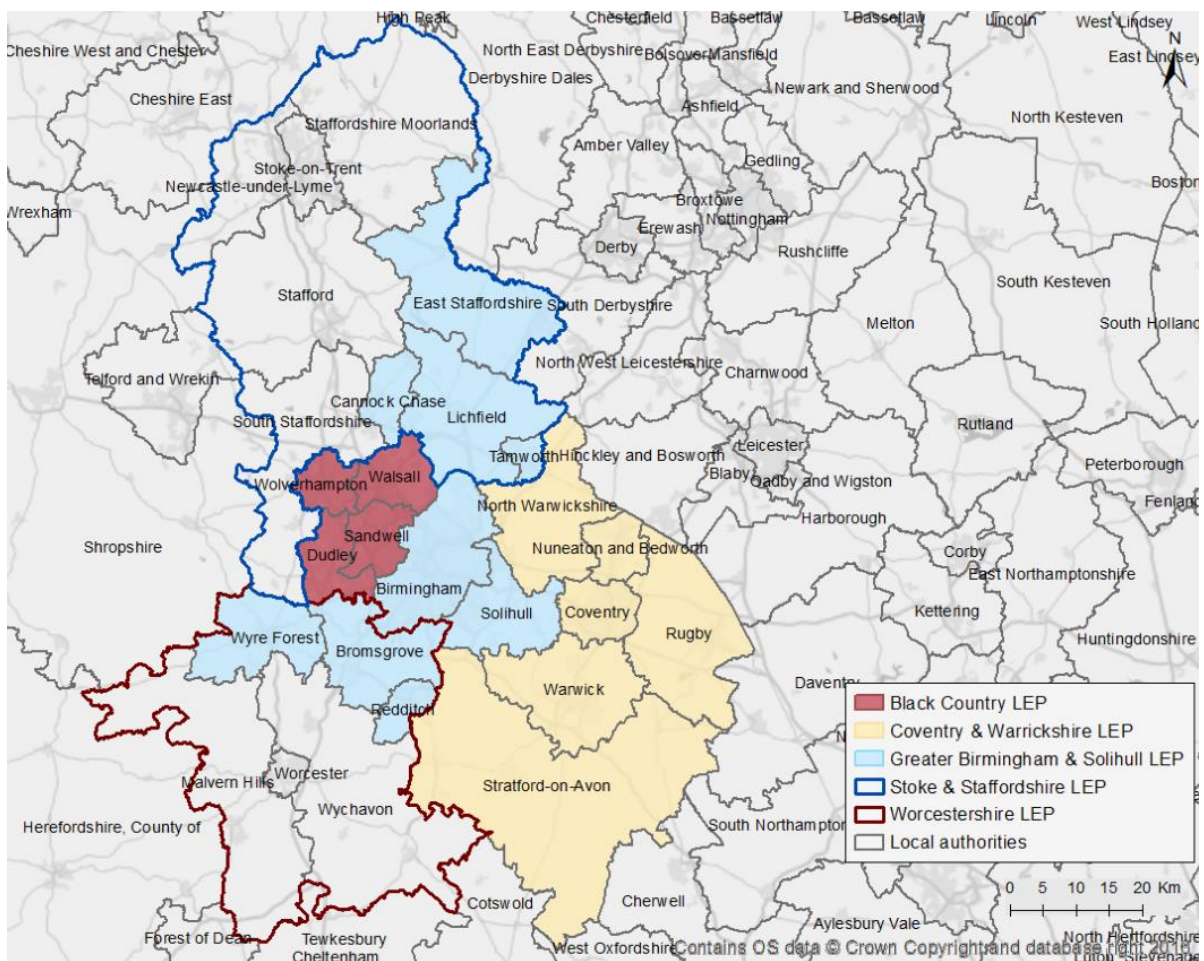 High Peak
Chesterfield
Bassetlaw
Bassetlaw
Lincoln
West Lindsey
Cheshire West and Chester
North East Derbyshire
Bolsover
Mansfield
N
East Lindsey
Derbyshire Dales
Cheshire East
Ashfield
Newark and Sherwood
Staffordshire Moorlands
North Kesteven
Amber Valley
Gedling
Stoke-on-Trent
Newcastle-under-Lyme
Boston
Broxtowe
Wrexham
Nottingham
Erewash
Derby
Rushcliffe
South Kesteven
Stafford
East Staffordshire
South Derbyshire
Melton
South Holland
North West Leicestershire
Telford and Wrekin
Charnwood
Cannock Chase
Lichfield
South Staffordshire
Rutland
Leicester
Tamworth
Hinckley and Bosworth
Peterborough
Walsall
Wolverhampton
Blaby
Oadby and Wigston
Fenland
North Warwickshire
Harborough
Sandwell
Shropshire
Dudley
Nuneaton and Bedworth
Corby
East Northamptonshire
Birmingham
Solihull
Coventry
Kettering
Wyre Forest
Rugby
Huntingdonshire
Bromsgrove
Daventry
Warwick
Redditch
Black Country LEP
Coventry & Warrickshire LEP
Greater Birmingham & Solihull LEP
Stoke & Staffordshire LEP
Worcestershire LEP
Local authorities
Worcester
Malvern Hills
Stratford-on-Avon
Wychavon
Herefordshire, County of
South Northampton
0 5 10 15 20 Km
Cotswold
Cherwell
Aylesbury Vale
Forest of Dean
Tewkesbury
Cheltenham
West Oxfordshire
North Hertfordshire
Contains OS data © Crown Copyright and database right 2016